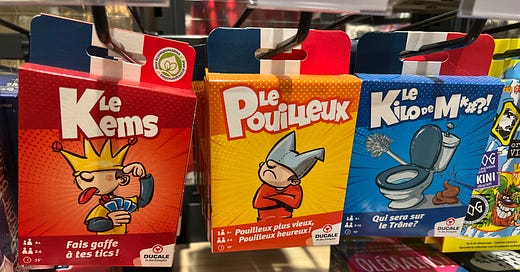 Le
Kems
Fais gaffe
à tes tics !
DUCALE
Le
Pouilleux
Pouilleux plus vieux,
Pouilleux heureux !
DUCALE
Le
Kilo de M*#?!
Qui sera sur
le Trône?
DUCALE
KINI